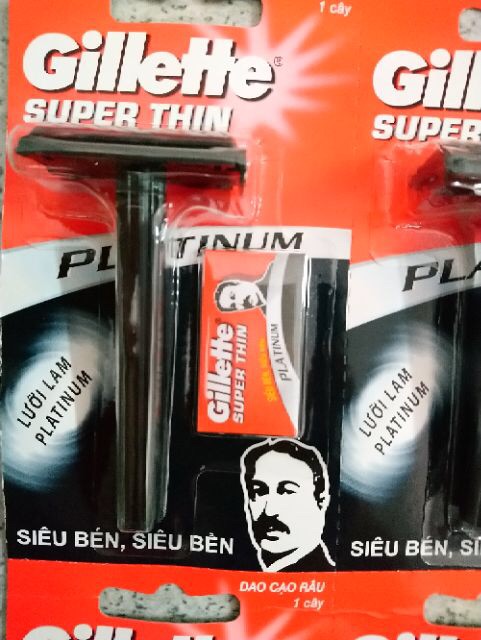 1 cây
Gillette®
SUPER THIN
PLATINUM
Gillette
SUPER THIN
PLATINUM
LƯỠI LAM
PLATINUM
SIÊU BÉN, SIÊU BỀN
DAO CẠO RÂU
1 cây
Gill
SUPER
PLA
LƯỠI LAM
PLATINUM
SIÊU BÉN, SI